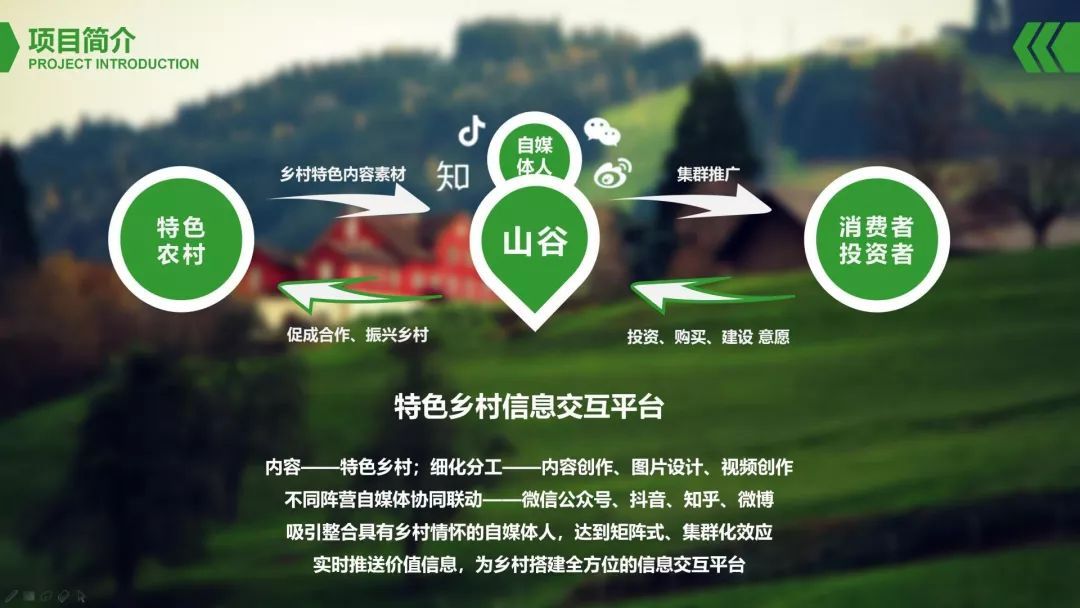 项目简介
PROJECT INTRODUCTION
自媒
体人
知
乡村特色内容素材
集群推广
特色
农村
山谷
消费者
投资者
促成合作、振兴乡村
投资、购买、建设 意愿
特色乡村信息交互平台
内容——特色乡村；细化分工——内容创作、图片设计、视频创作
不同阵营自媒体协同联动——微信公众号、抖音、知乎、微博
吸引整合具有乡村情怀的自媒体人，达到矩阵式、集群化效应
实时推送价值信息，为乡村搭建全方位的信息交互平台